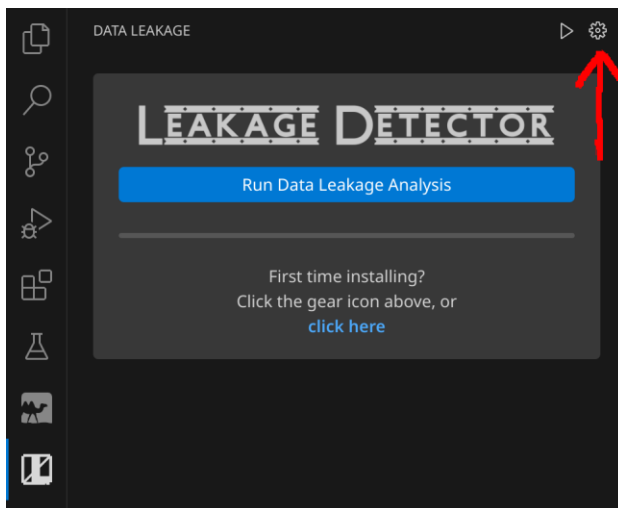 DATA LEAKAGE
LEAKAGE DETECTOR
Run Data Leakage Analysis
First time installing?
Click the gear icon above, or
click here